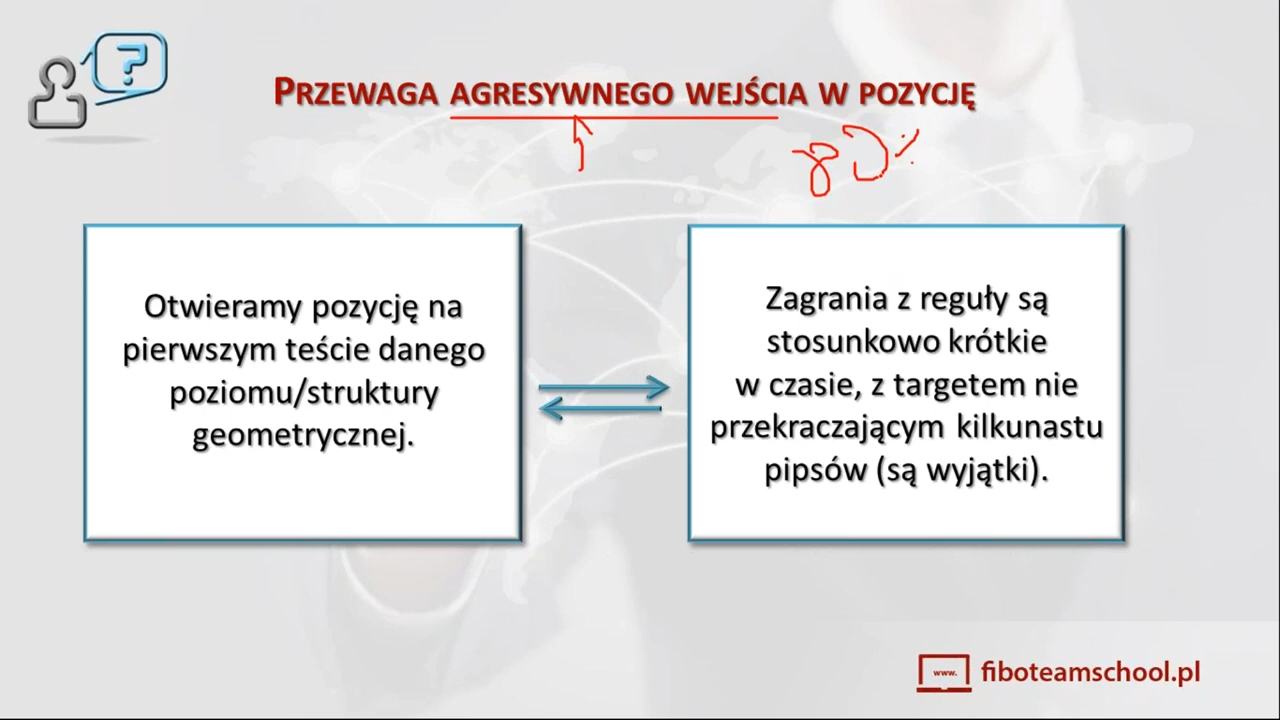 ?
PRZEWAGA AGRESYWNEGO WEJŚCIA W POZYCJĘ
80%
Otwieramy pozycję na
pierwszym teście danego
poziomu/struktury
geometrycznej.
Zagrania z reguły są
stosunkowo krótkie
w czasie, z targetem nie
przekraczającym kilkunastu
pipsów (są wyjątki).
www.
fiboteamschool.pl